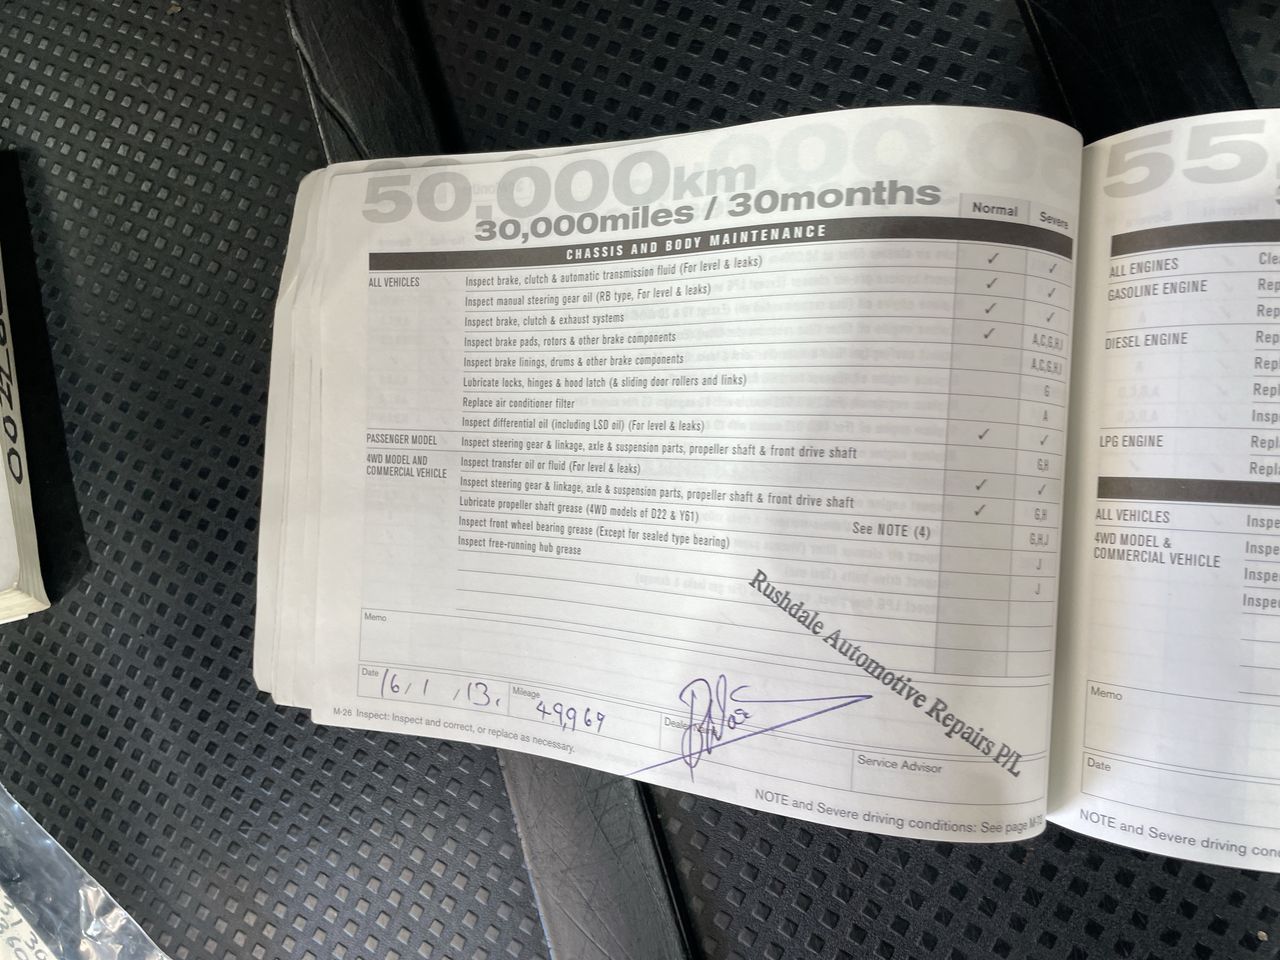 50,000km
30,000miles / 30months
Normal
Severe
CHASSIS AND BODY MAINTENANCE
ALL VEHICLES
Inspect brake, clutch & automatic transmission fluid (For level & leaks) ✓ ✓
Inspect manual steering gear oil (RB type, For level & leaks) ✓ ✓
Inspect brake, clutch & exhaust systems ✓ ✓
Inspect brake pads, rotors & other brake components ✓ A,C,G,H,J
Inspect brake linings, drums & other brake components A,C,G,H,J
Lubricate locks, hinges & hood latch (& sliding door rollers and links) G
Replace air conditioner filter A
Inspect differential oil (including LSD oil) (For level & leaks) ✓ ✓
PASSENGER MODEL
Inspect steering gear & linkage, axle & suspension parts, propeller shaft & front drive shaft G,H
4WD MODEL AND
COMMERCIAL VEHICLE
Inspect transfer oil or fluid (For level & leaks) ✓ ✓
Inspect steering gear & linkage, axle & suspension parts, propeller shaft & front drive shaft ✓ G,H
Lubricate propeller shaft grease (4WD models of D22 & Y61) See NOTE (4) G,H,J
Inspect front wheel bearing grease (Except for sealed type bearing) J
Inspect free-running hub grease J
Rushdale Automotive Repairs P/L
Memo
Date
16/1/13.
Mileage
49,969
Service Advisor
M-26 Inspect: Inspect and correct, or replace as necessary.
NOTE and Severe driving conditions: See page
55,
ALL ENGINES
GASOLINE ENGINE
DIESEL ENGINE
LPG ENGINE
ALL VEHICLES
4WD MODEL &
COMMERCIAL VEHICLE
Memo
Date
NOTE and Severe driving